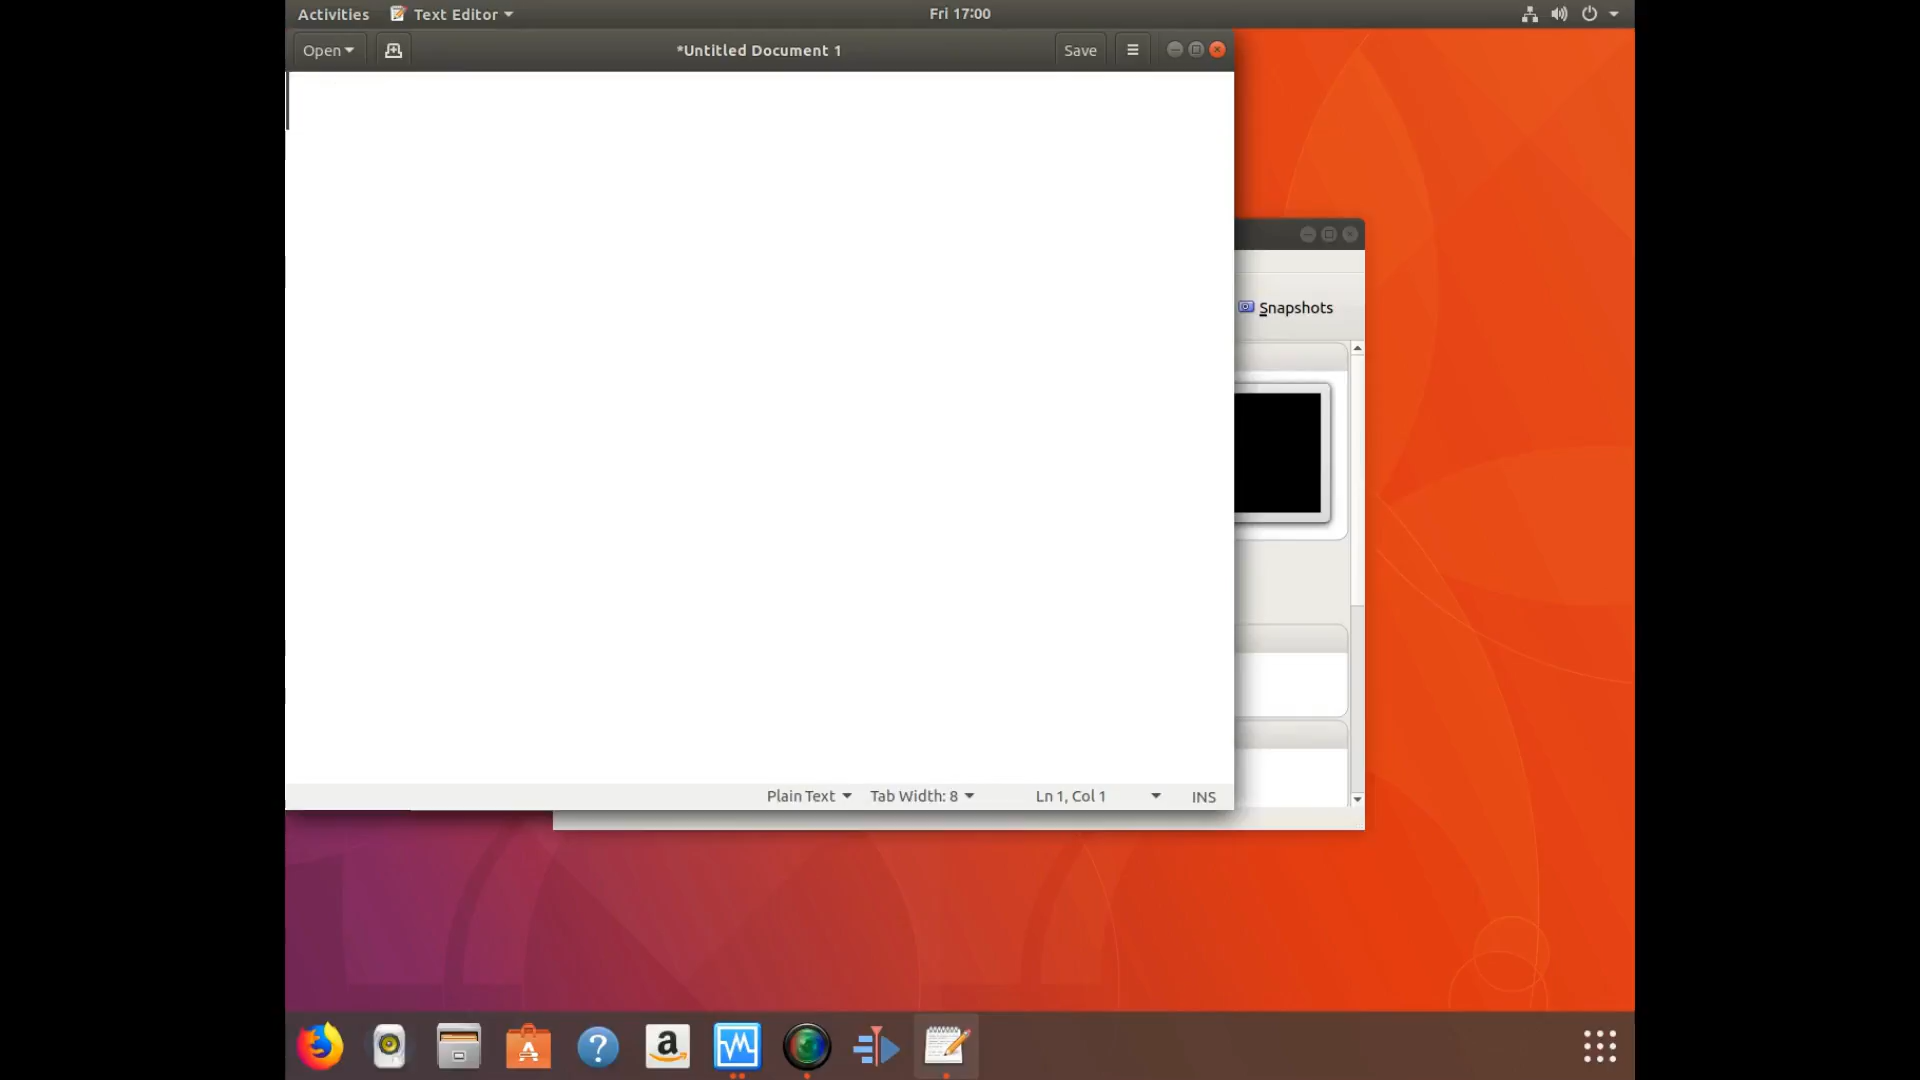 Activities Text Editor Fri 17:00
Open *Untitled Document 1 Save
Snapshots
Plain Text Tab Width: 8 Ln 1, Col 1 INS